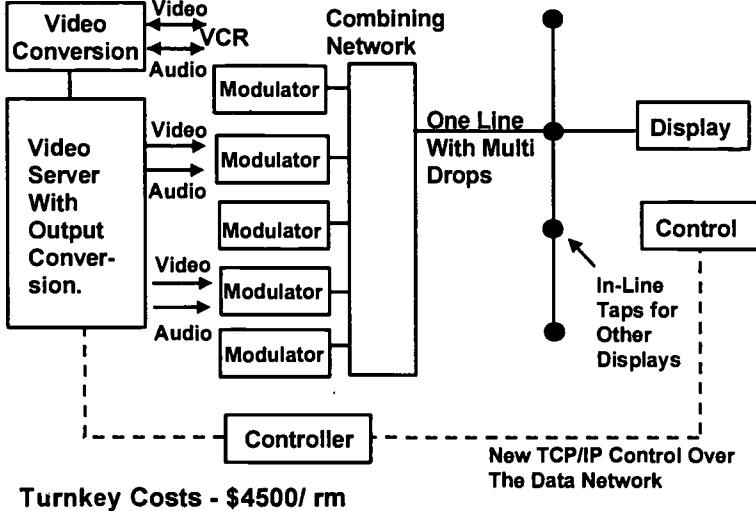 Video
Conversion
Video
VCR
Audio
Combining
Network
Modulator
Video
Server
With
Output
Conver-
sion.
Video
Audio
Modulator
Modulator
Video
Audio
Modulator
Modulator
One Line
With Multi
Drops
Display
Control
In-Line
Taps for
Other
Displays
Controller
New TCP/IP Control Over
The Data Network
Turnkey Costs - $4500/ rm